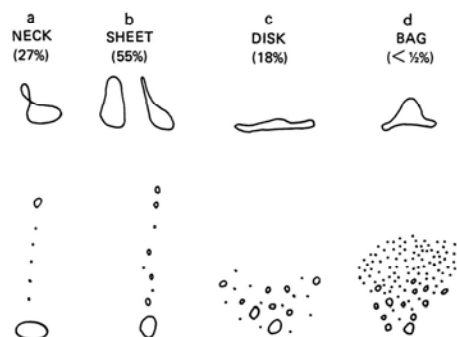 a
NECK
(27%)
b
SHEET
(55%)
c
DISK
(18%)
d
BAG
(< ½%)